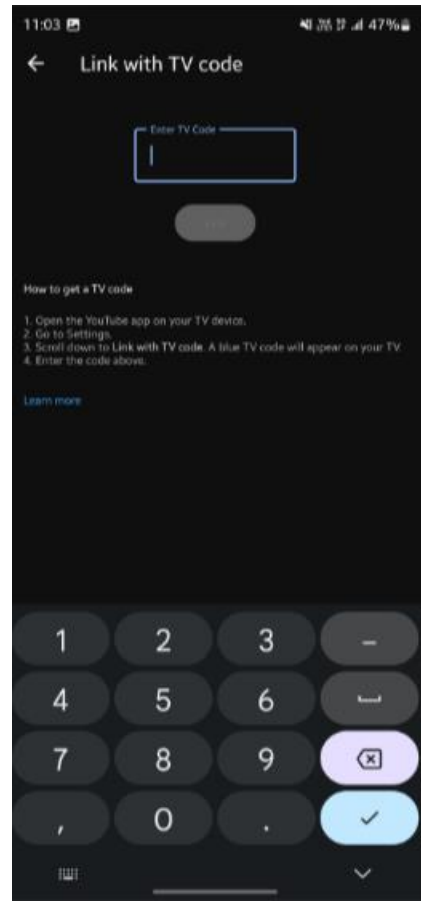 11:03 47%
Link with TV code
Enter TV Code
How to get a TV code
1. Open the YouTube app on your TV device.
2. Go to Settings.
3. Scroll down to Link with TV code. A blue TV code will appear on your TV.
4. Enter the code above.
Learn more
1 2 3 –
4 5 6
7 8 9
, 0 .